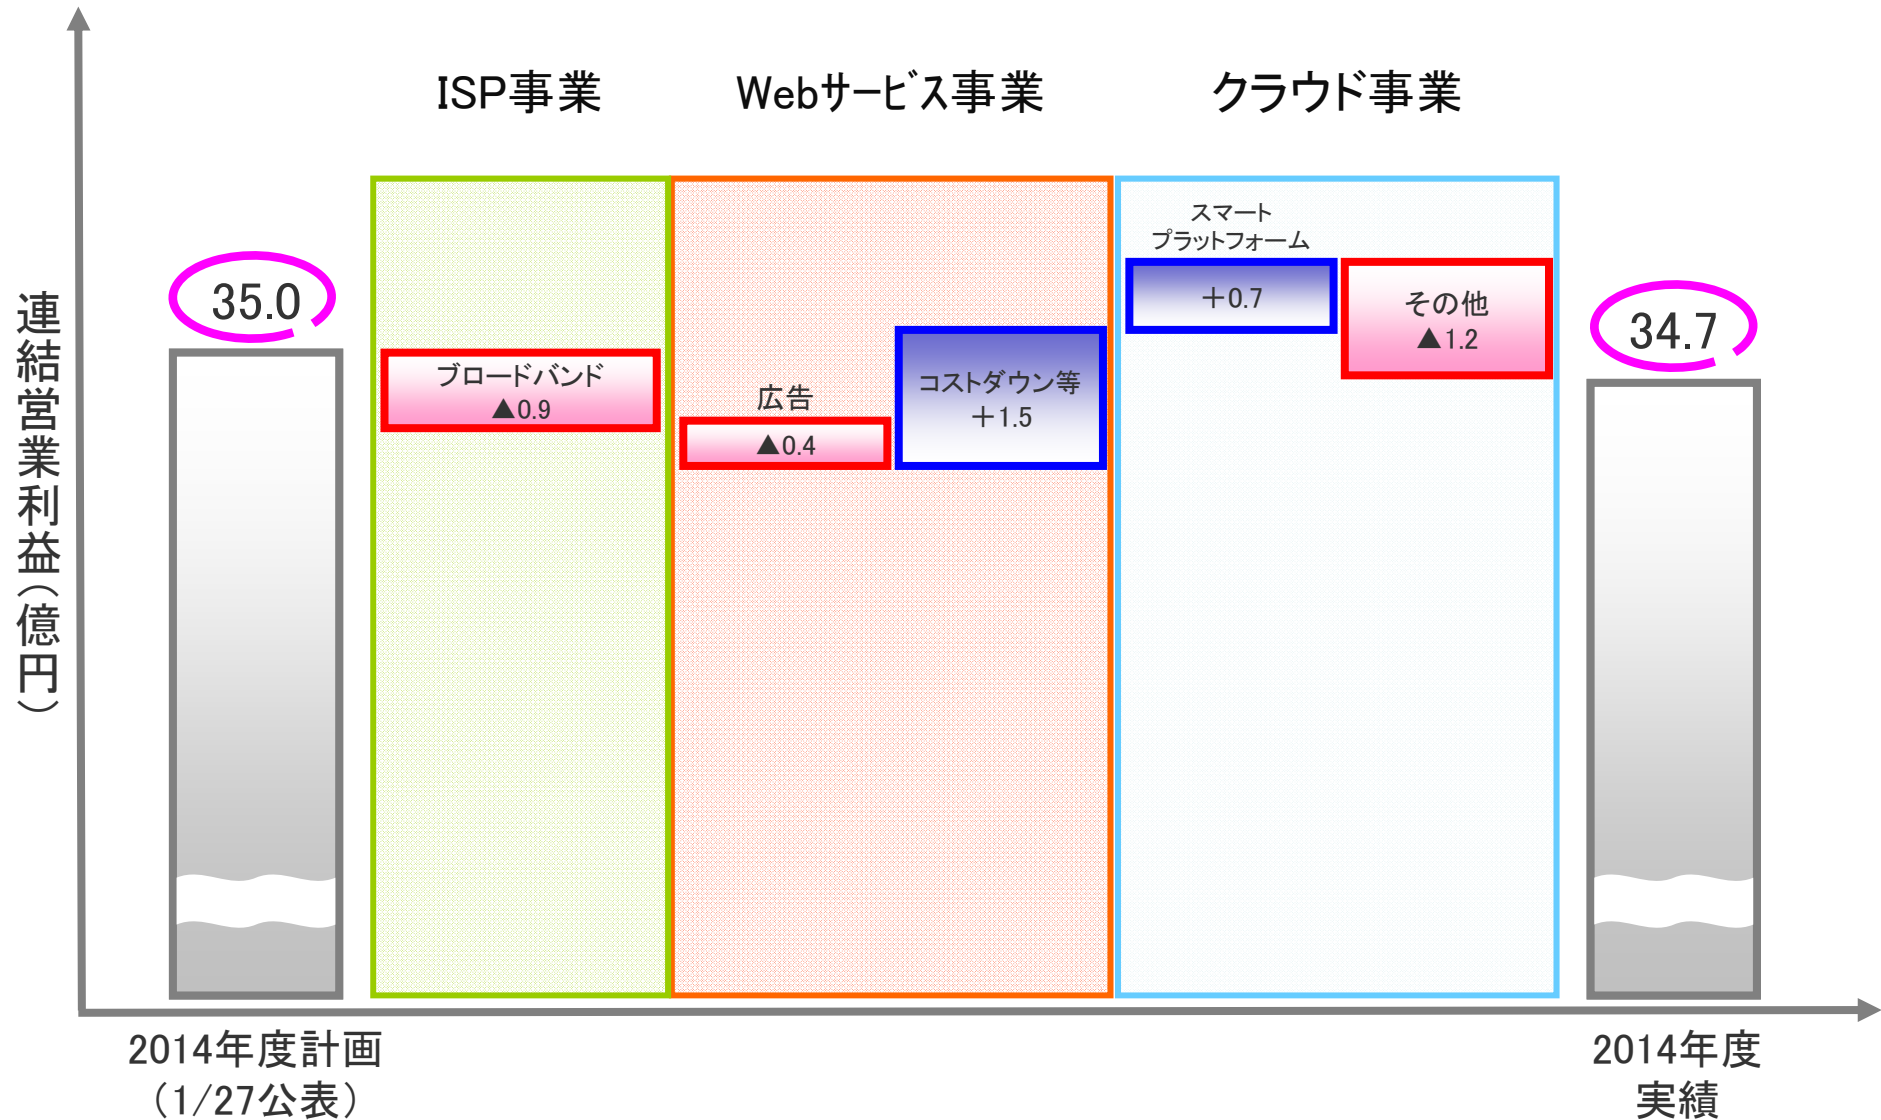 ISP事業
Webサービス事業
クラウド事業
連結営業利益(億円)
35.0
ブロードバンド
▲0.9
広告
▲0.4
コストダウン等
＋1.5
スマート
プラットフォーム
＋0.7
その他
▲1.2
34.7
2014年度計画
（1/27公表）
2014年度
実績